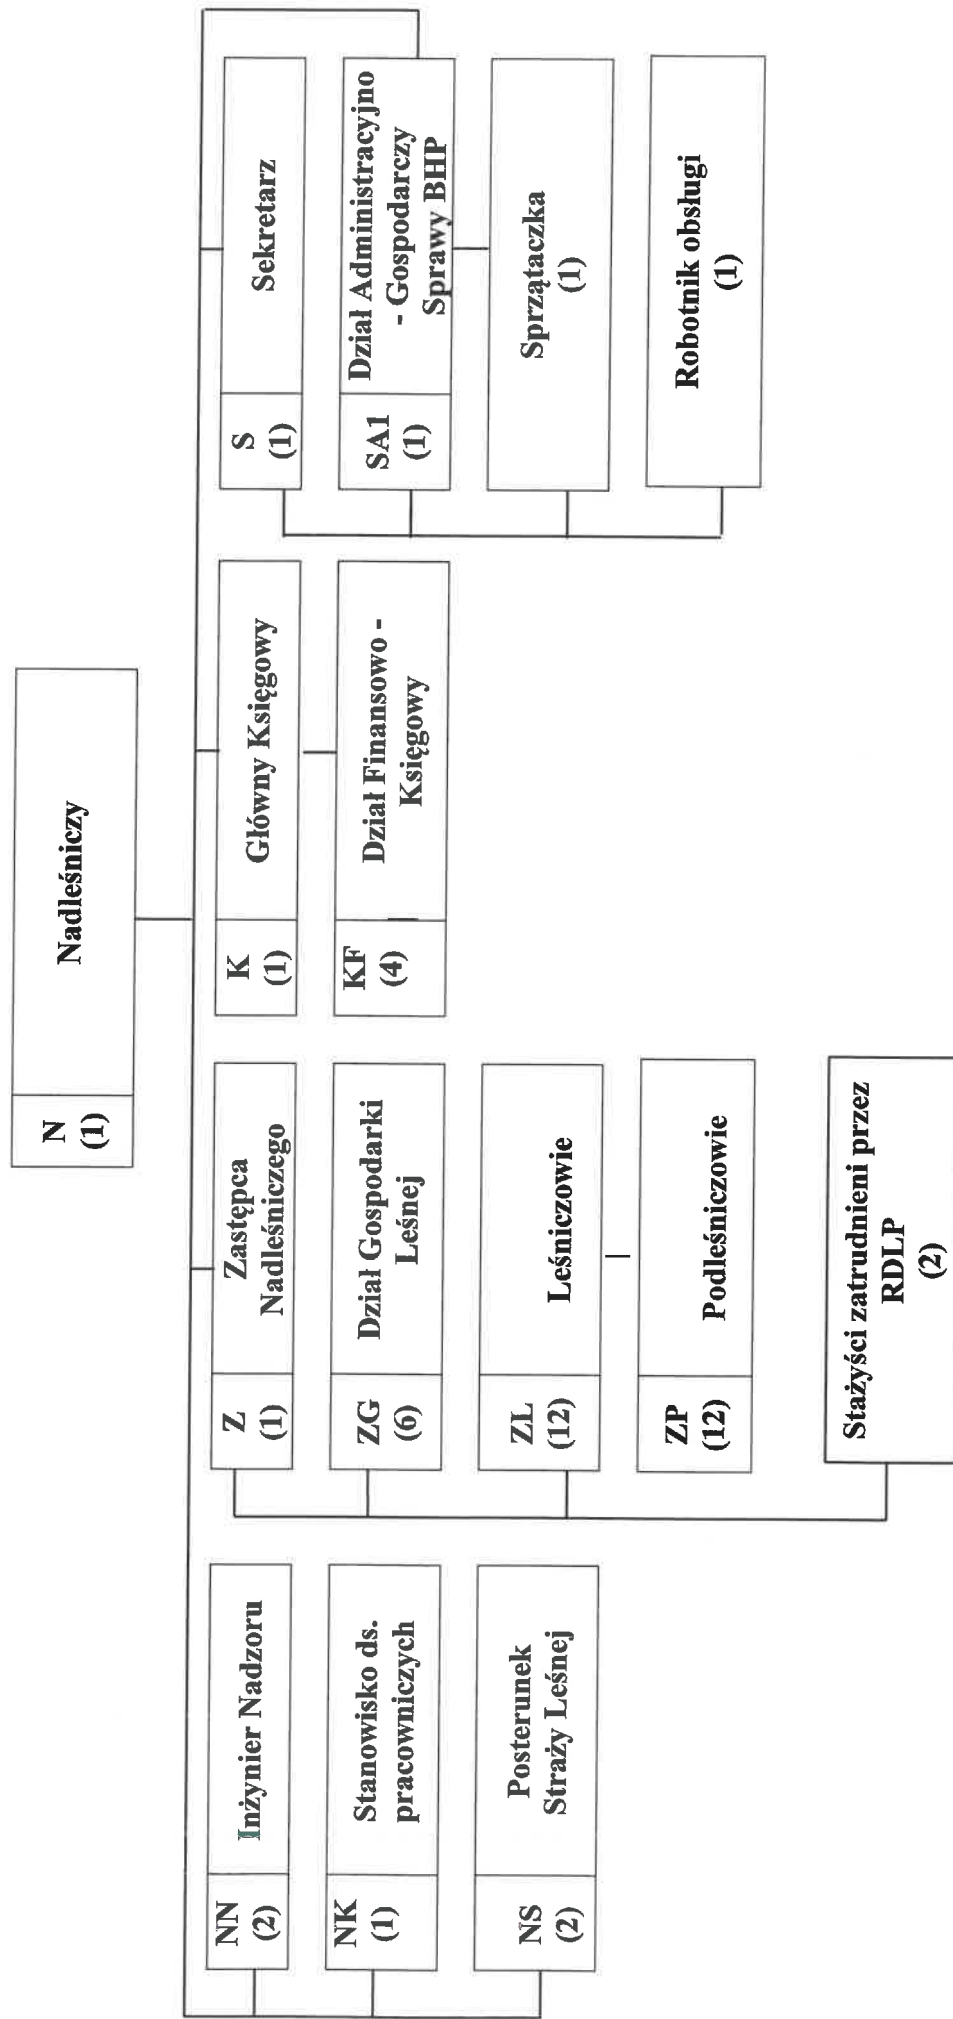 N
(1)
Nadleśniczy
NN
(2)
Inżynier Nadzoru
NK
(1)
Stanowisko ds.
pracowniczych
NS
(2)
Posterunek
Straży Leśnej
Z
(1)
Zastępca
Nadleśniczego
ZG
(6)
Dział Gospodarki
Leśnej
ZL
(12)
Leśniczowie
ZP
(12)
Podleśniczowie
Stażyści zatrudnieni przez
RDLP
(2)
K
(1)
Główny Księgowy
KF
(4)
Dział Finansowo -
Księgowy
S
(1)
Sekretarz
SA1
(1)
Dział Administracyjno
- Gospodarczy
Sprawy BHP
Sprzątaczka
(1)
Robotnik obsługi
(1)